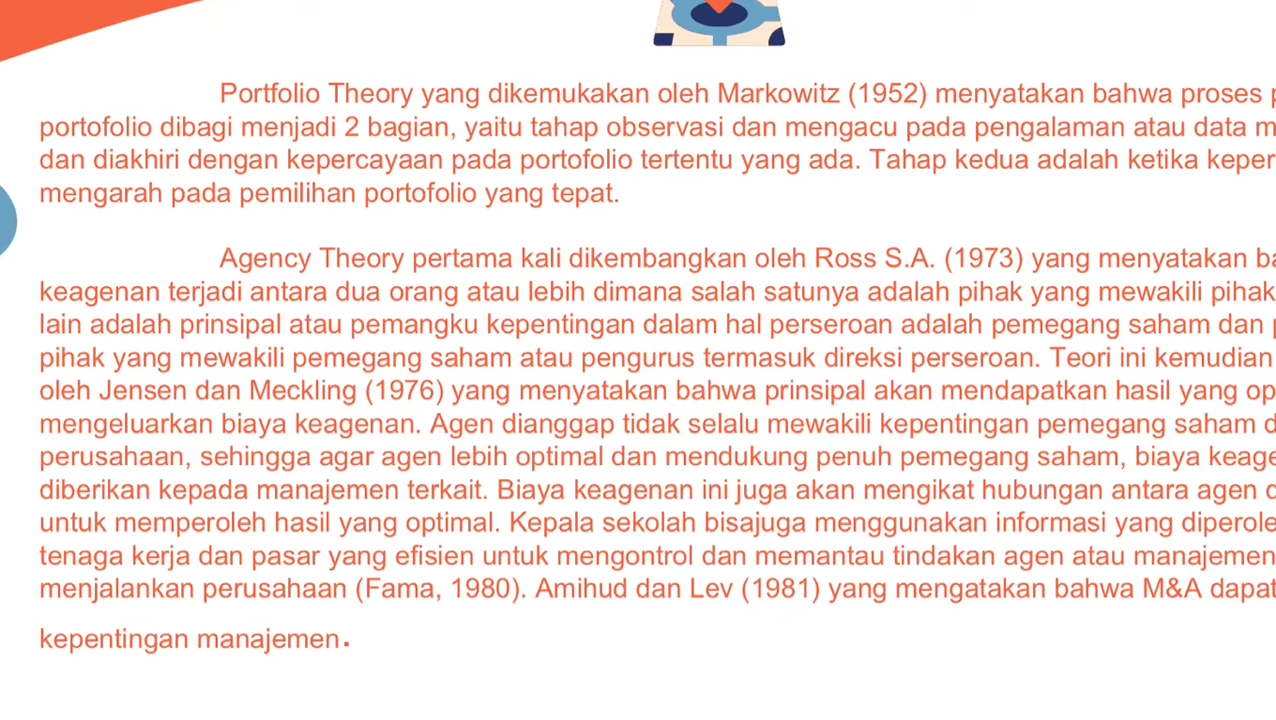 Portfolio Theory yang dikemukakan oleh Markowitz (1952) menyatakan bahwa proses
portofolio dibagi menjadi 2 bagian, yaitu tahap observasi dan mengacu pada pengalaman atau data
dan diakhiri dengan kepercayaan pada portofolio tertentu yang ada. Tahap kedua adalah ketika
mengarah pada pemilihan portofolio yang tepat.
Agency Theory pertama kali dikembangkan oleh Ross S.A. (1973) yang menyatakan
keagenan terjadi antara dua orang atau lebih dimana salah satunya adalah pihak yang mewakili pihak
lain adalah prinsipal atau pemangku kepentingan dalam hal perseroan adalah pemegang saham dan
pihak yang mewakili pemegang saham atau pengurus termasuk direksi perseroan. Teori ini kemudian
oleh Jensen dan Meckling (1976) yang menyatakan bahwa prinsipal akan mendapatkan hasil yang
mengeluarkan biaya keagenan. Agen dianggap tidak selalu mewakili kepentingan pemegang saham
perusahaan, sehingga agar agen lebih optimal dan mendukung penuh pemegang saham, biaya
diberikan kepada manajemen terkait. Biaya keagenan ini juga akan mengikat hubungan antara agen
untuk memperoleh hasil yang optimal. Kepala sekolah bisajuga menggunakan informasi yang
tenaga kerja dan pasar yang efisien untuk mengontrol dan memantau tindakan agen atau manajemen
menjalankan perusahaan (Fama, 1980). Amihud dan Lev (1981) yang mengatakan bahwa M&A dapat
kepentingan manajemen.